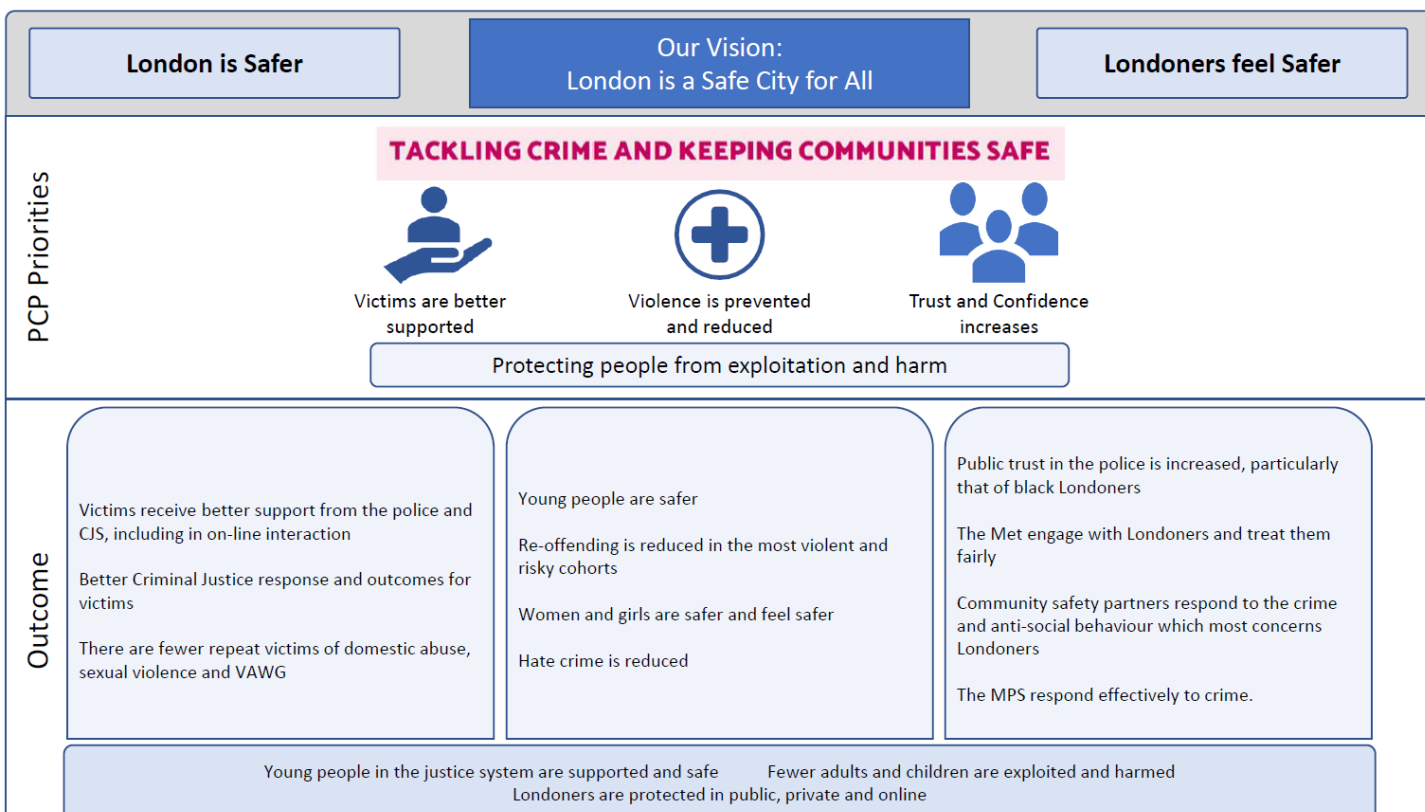 London is Safer
Our Vision:
London is a Safe City for All
Londoners feel Safer
PCP Priorities
TACKLING CRIME AND KEEPING COMMUNITIES SAFE
Victims are better
supported
Violence is prevented
and reduced
Trust and Confidence
increases
Protecting people from exploitation and harm
Outcome
Victims receive better support from the police and
CJS, including in on-line interaction
Better Criminal Justice response and outcomes for
victims
There are fewer repeat victims of domestic abuse,
sexual violence and VAWG
Young people are safer
Re-offending is reduced in the most violent and
risky cohorts
Women and girls are safer and feel safer
Hate crime is reduced
Public trust in the police is increased, particularly
that of black Londoners
The Met engage with Londoners and treat them
fairly
Community safety partners respond to the crime
and anti-social behaviour which most concerns
Londoners
The MPS respond effectively to crime.
Young people in the justice system are supported and safe Fewer adults and children are exploited and harmed
Londoners are protected in public, private and online